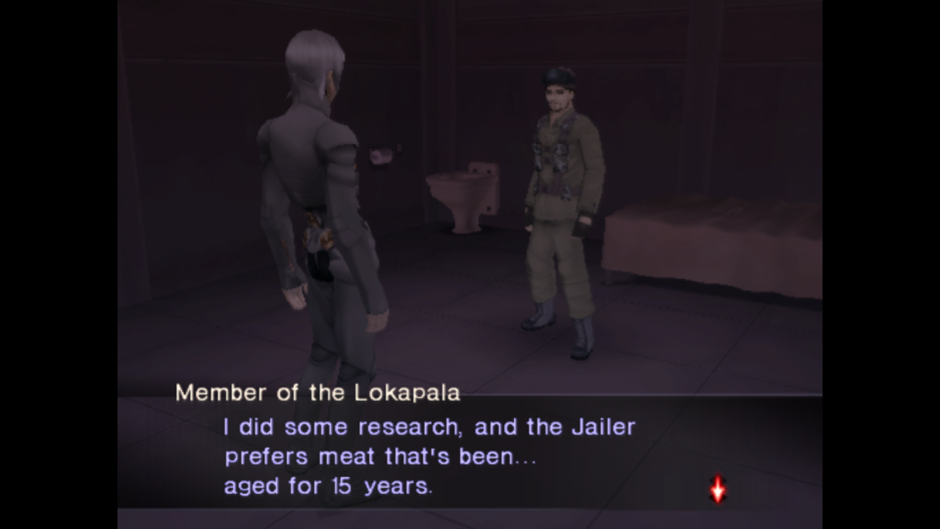 Member of the Lokapala
I did some research, and the Jailer
prefers meat that's been...
aged for 15 years.